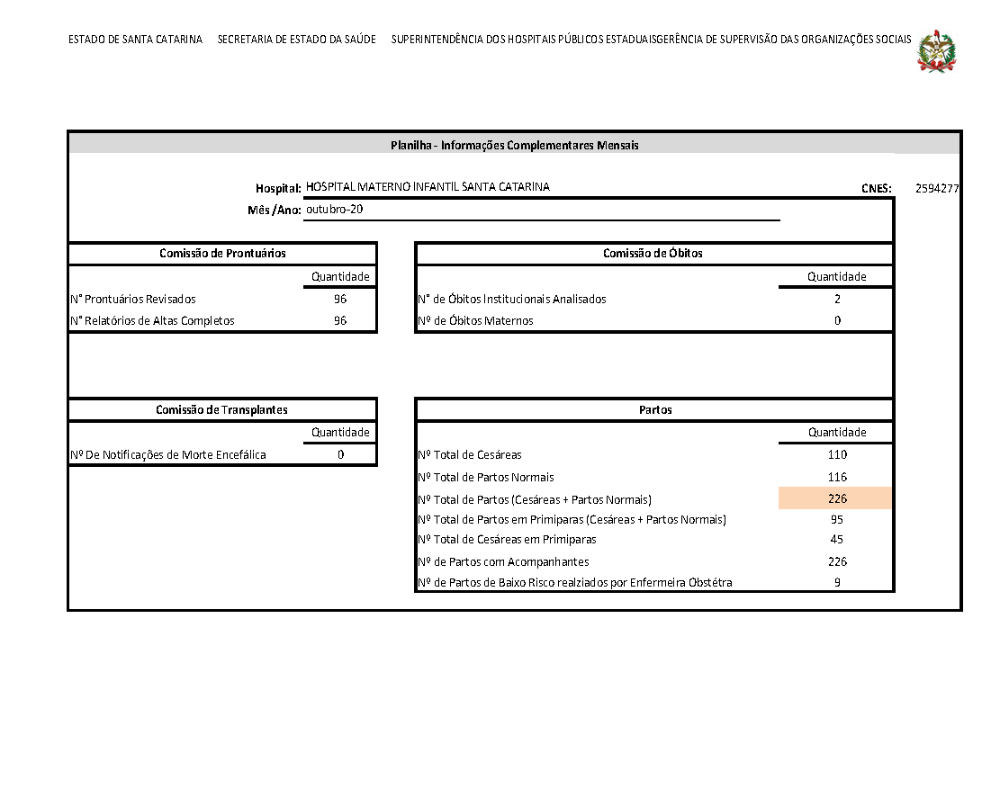 ESTADO DE SANTA CATARINA SECRETARIA DE ESTADO DA SAÚDE SUPERINTENDÊNCIA DOS HOSPITAIS PÚBLICOS ESTADUAISGERÊNCIA DE SUPERVISÃO DAS ORGANIZAÇÕES SOCIAIS
Planilha - Informações Complementares Mensais
Hospital: HOSPITAL MATERNO INFANTIL SANTA CATARINA CNES: 2594277
Mês /Ano: outubro-20
Comissão de Prontuários
Quantidade
N° Prontuários Revisados 96
N° Relatórios de Altas Completos 96
Comissão de Óbitos
Quantidade
N° de Óbitos Institucionais Analisados 2
Nº de Óbitos Maternos 0
Comissão de Transplantes
Quantidade
Nº De Notificações de Morte Encefálica 0
Partos
Quantidade
Nº Total de Cesáreas 110
Nº Total de Partos Normais 116
Nº Total de Partos (Cesáreas + Partos Normais) 226
Nº Total de Partos em Primiparas (Cesáreas + Partos Normais) 95
Nº Total de Cesáreas em Primiparas 45
Nº de Partos com Acompanhantes 226
Nº de Partos de Baixo Risco realziados por Enfermeira Obstétra 9